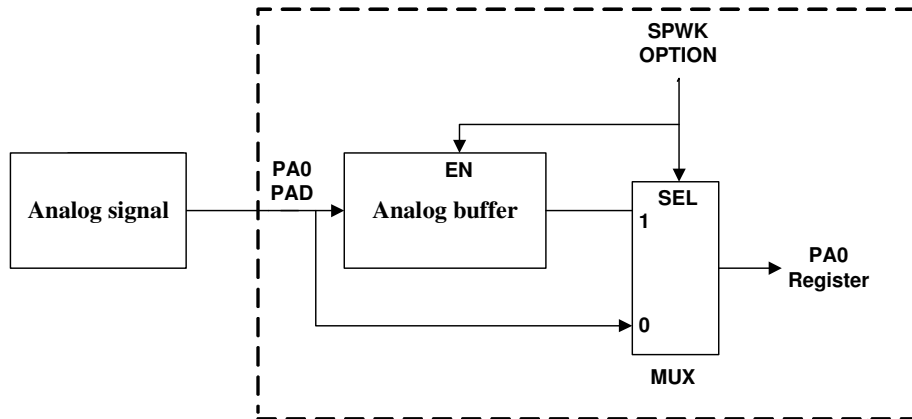 SPWK
OPTION
PA0
PAD
EN
Analog signal
Analog buffer
SEL
1
PA0
Register
0
MUX